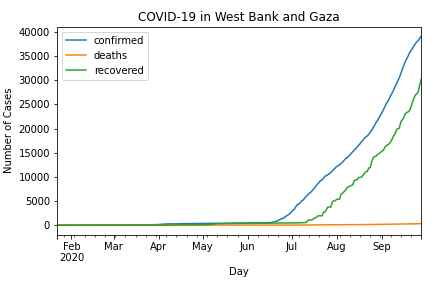 COVID-19 in West Bank and Gaza
confirmed
deaths
recovered
Number of Cases
40000
35000
30000
25000
20000
15000
10000
5000
0
Feb Mar Apr May Jun Jul Aug Sep
2020
Day